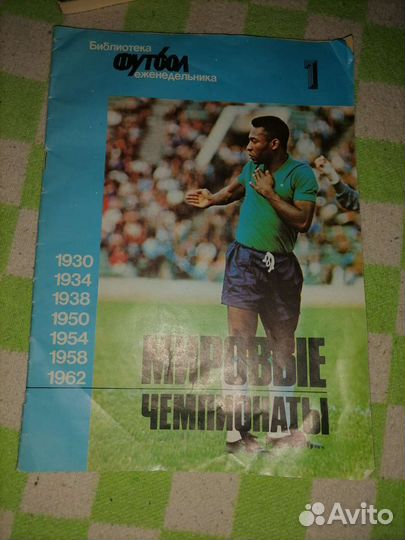 Библиотека
футбол
еженедельника
1
1930
1934
1938
1950
1954
1958
1962
МИРОВЫЕ
ЧЕМПИОНАТЫ
Avito